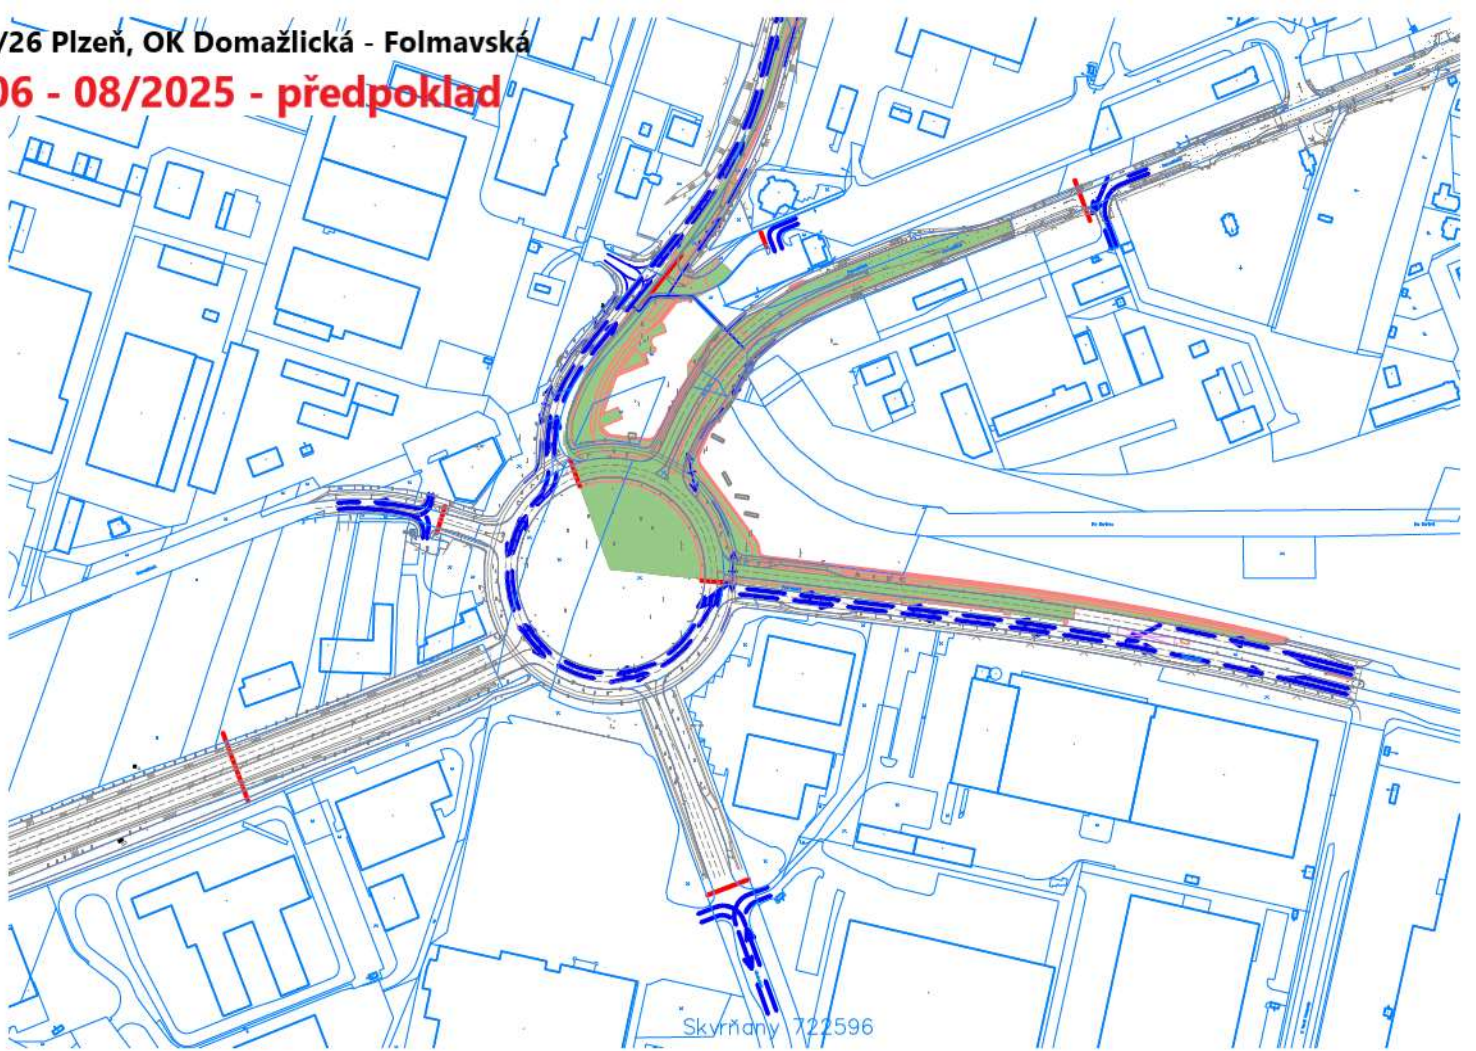 /26 Plzeň, OK Domažlická - Folmavská
06 - 08/2025 - předpoklad
Skvrňany 722596